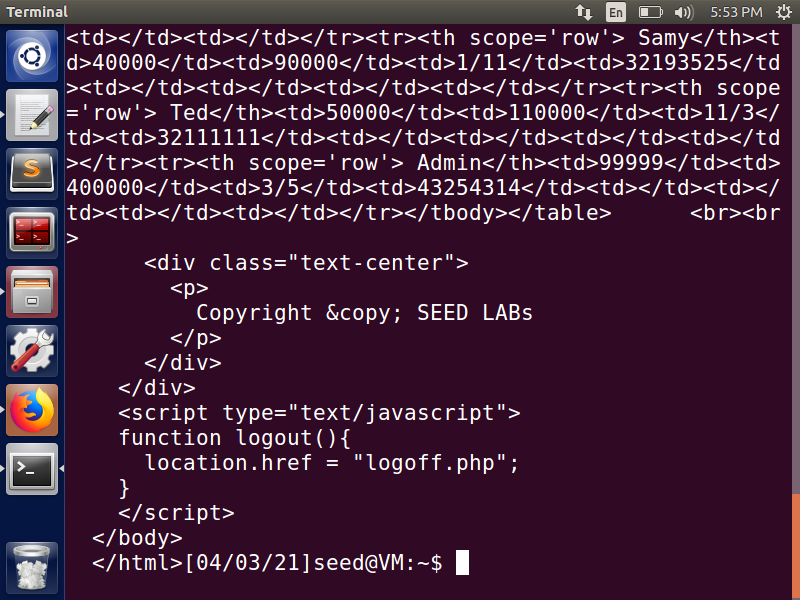 Terminal
En
5:53 PM
<td></td><td></td></tr><tr><th scope='row'> Samy</th><t
d>40000</td><td>90000</td><td>1/11</td><td>32193525</td
><td></td><td></td><td></td><td></td></tr><tr><th scope
='row'> Ted</th><td>50000</td><td>110000</td><td>11/3</
td><td>32111111</td><td></td><td></td><td></td><td></td
></tr><tr><th scope='row'> Admin</th><td>99999</td><td>
400000</td><td>3/5</td><td>43254314</td><td></td><td></
td><td></td><td></td></tr></tbody></table>      <br><br
>
      <div class="text-center">
        <p>
          Copyright &copy; SEED LABs
        </p>
      </div>
    </div>
    <script type="text/javascript">
    function logout(){
      location.href = "logoff.php";
    }
    </script>
  </body>
  </html>[04/03/21]seed@VM:~$